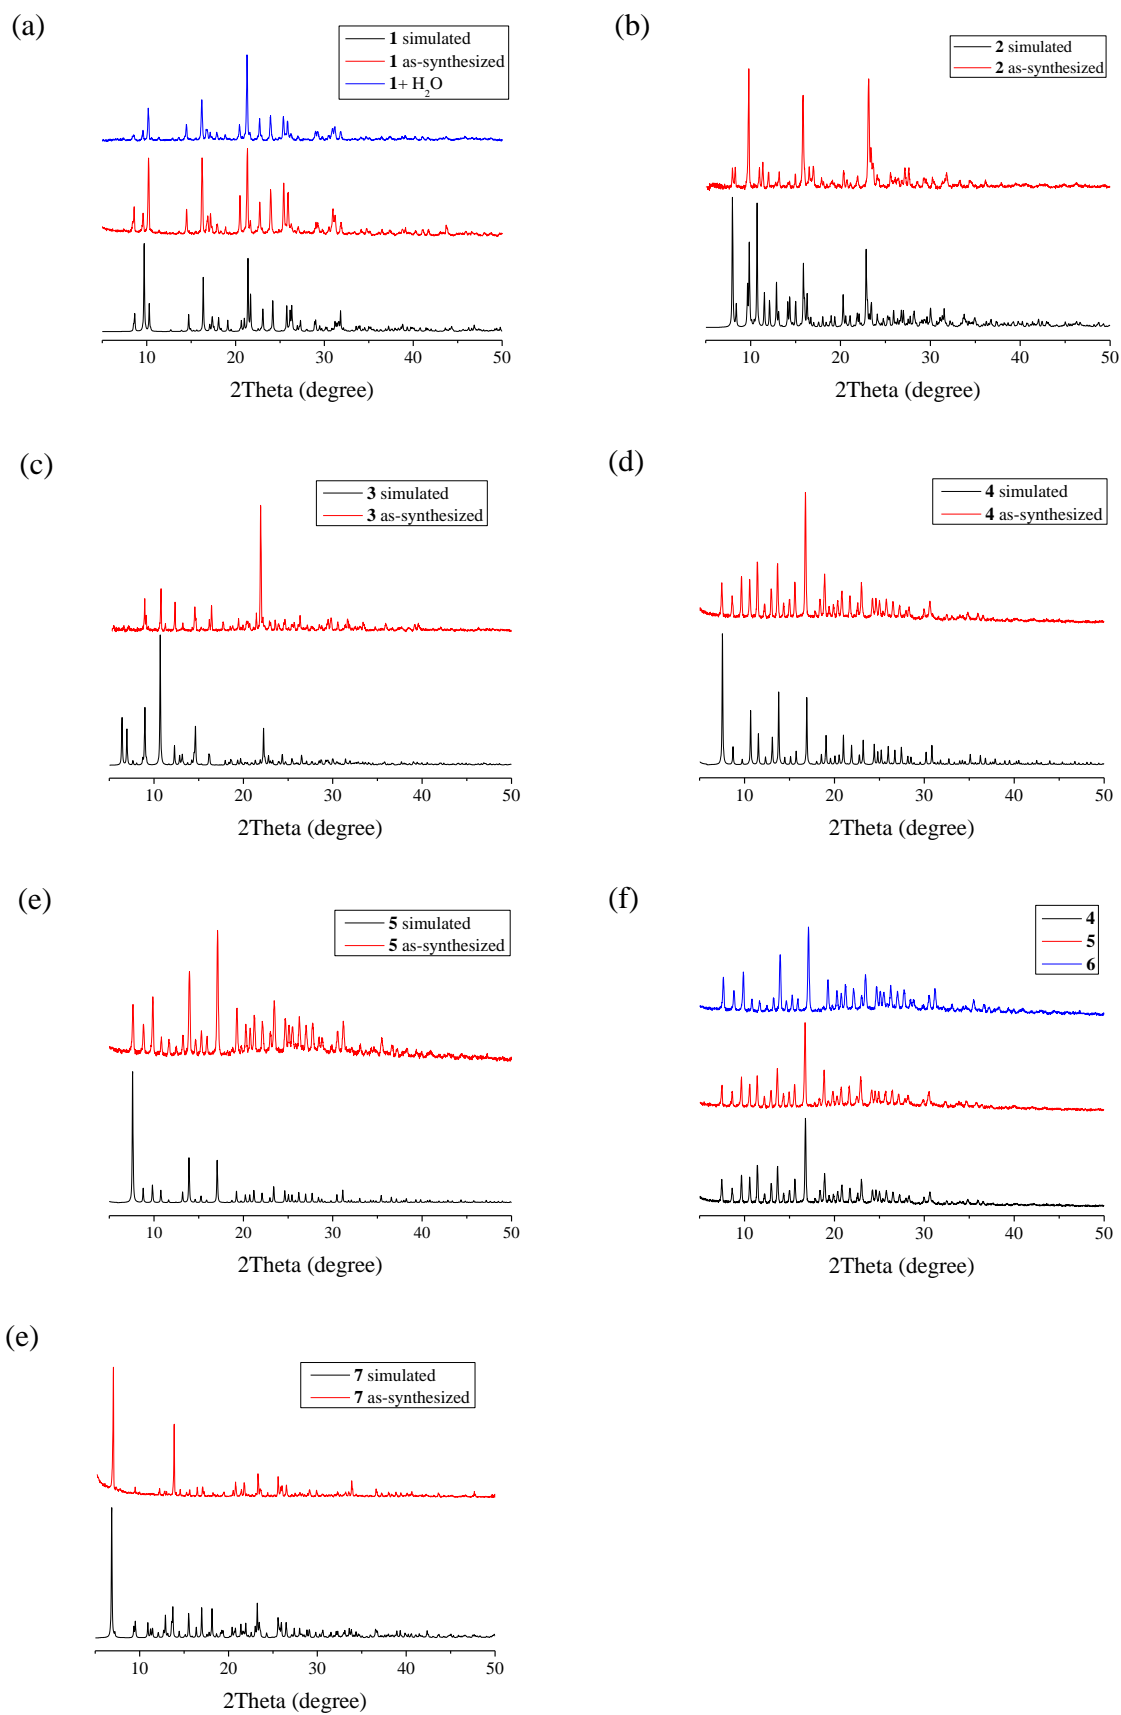 (a)
1 simulated
1 as-synthesized
1+ H₂O
10 20 30 40 50
2Theta (degree)
(b)
2 simulated
2 as-synthesized
10 20 30 40 50
2Theta (degree)
(c)
3 simulated
3 as-synthesized
10 20 30 40 50
2Theta (degree)
(d)
4 simulated
4 as-synthesized
10 20 30 40 50
2Theta (degree)
(e)
5 simulated
5 as-synthesized
10 20 30 40 50
2Theta (degree)
(f)
4
5
6
10 20 30 40 50
2Theta (degree)
(e)
7 simulated
7 as-synthesized
10 20 30 40 50
2Theta (degree)